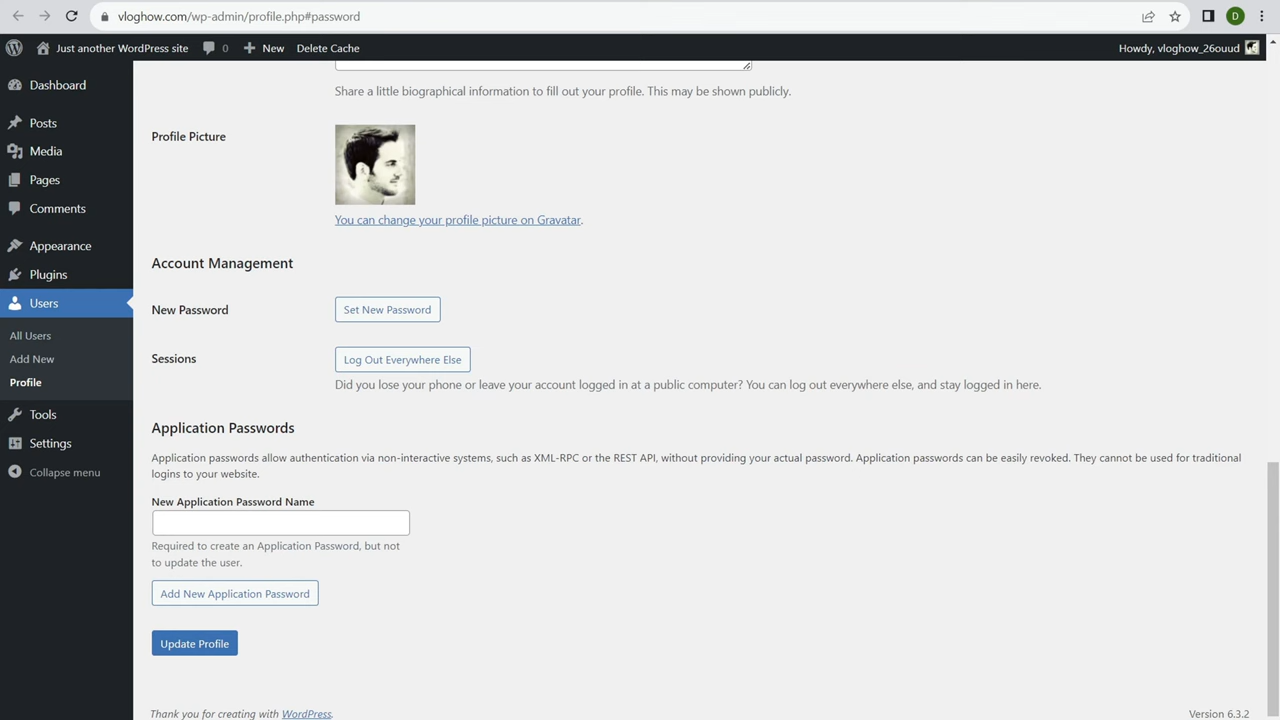 vloghow.com/wp-admin/profile.php#password
D
Just another WordPress site
0
New
Delete Cache
Howdy, vloghow_26ouud
Dashboard
Posts
Media
Pages
Comments
Appearance
Plugins
Users
All Users
Add New
Profile
Tools
Settings
Collapse menu
Share a little biographical information to fill out your profile. This may be shown publicly.
Profile Picture
You can change your profile picture on Gravatar.
Account Management
New Password
Set New Password
Sessions
Log Out Everywhere Else
Did you lose your phone or leave your account logged in at a public computer? You can log out everywhere else, and stay logged in here.
Application Passwords
Application passwords allow authentication via non-interactive systems, such as XML-RPC or the REST API, without providing your actual password. Application passwords can be easily revoked. They cannot be used for traditional
logins to your website.
New Application Password Name
Required to create an Application Password, but not
to update the user.
Add New Application Password
Update Profile
Thank you for creating with WordPress.
Version 6.3.2